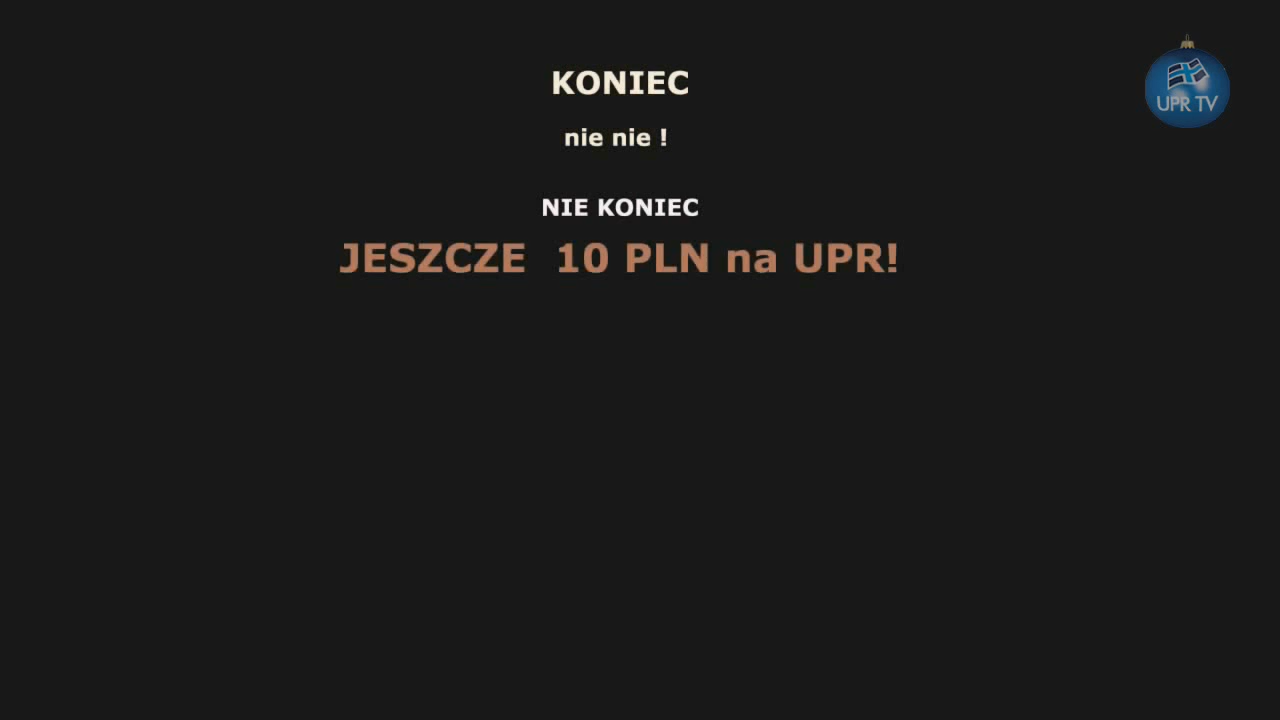 KONIEC
nie nie !
NIE KONIEC
JESZCZE  10 PLN na UPR!
UPR TV